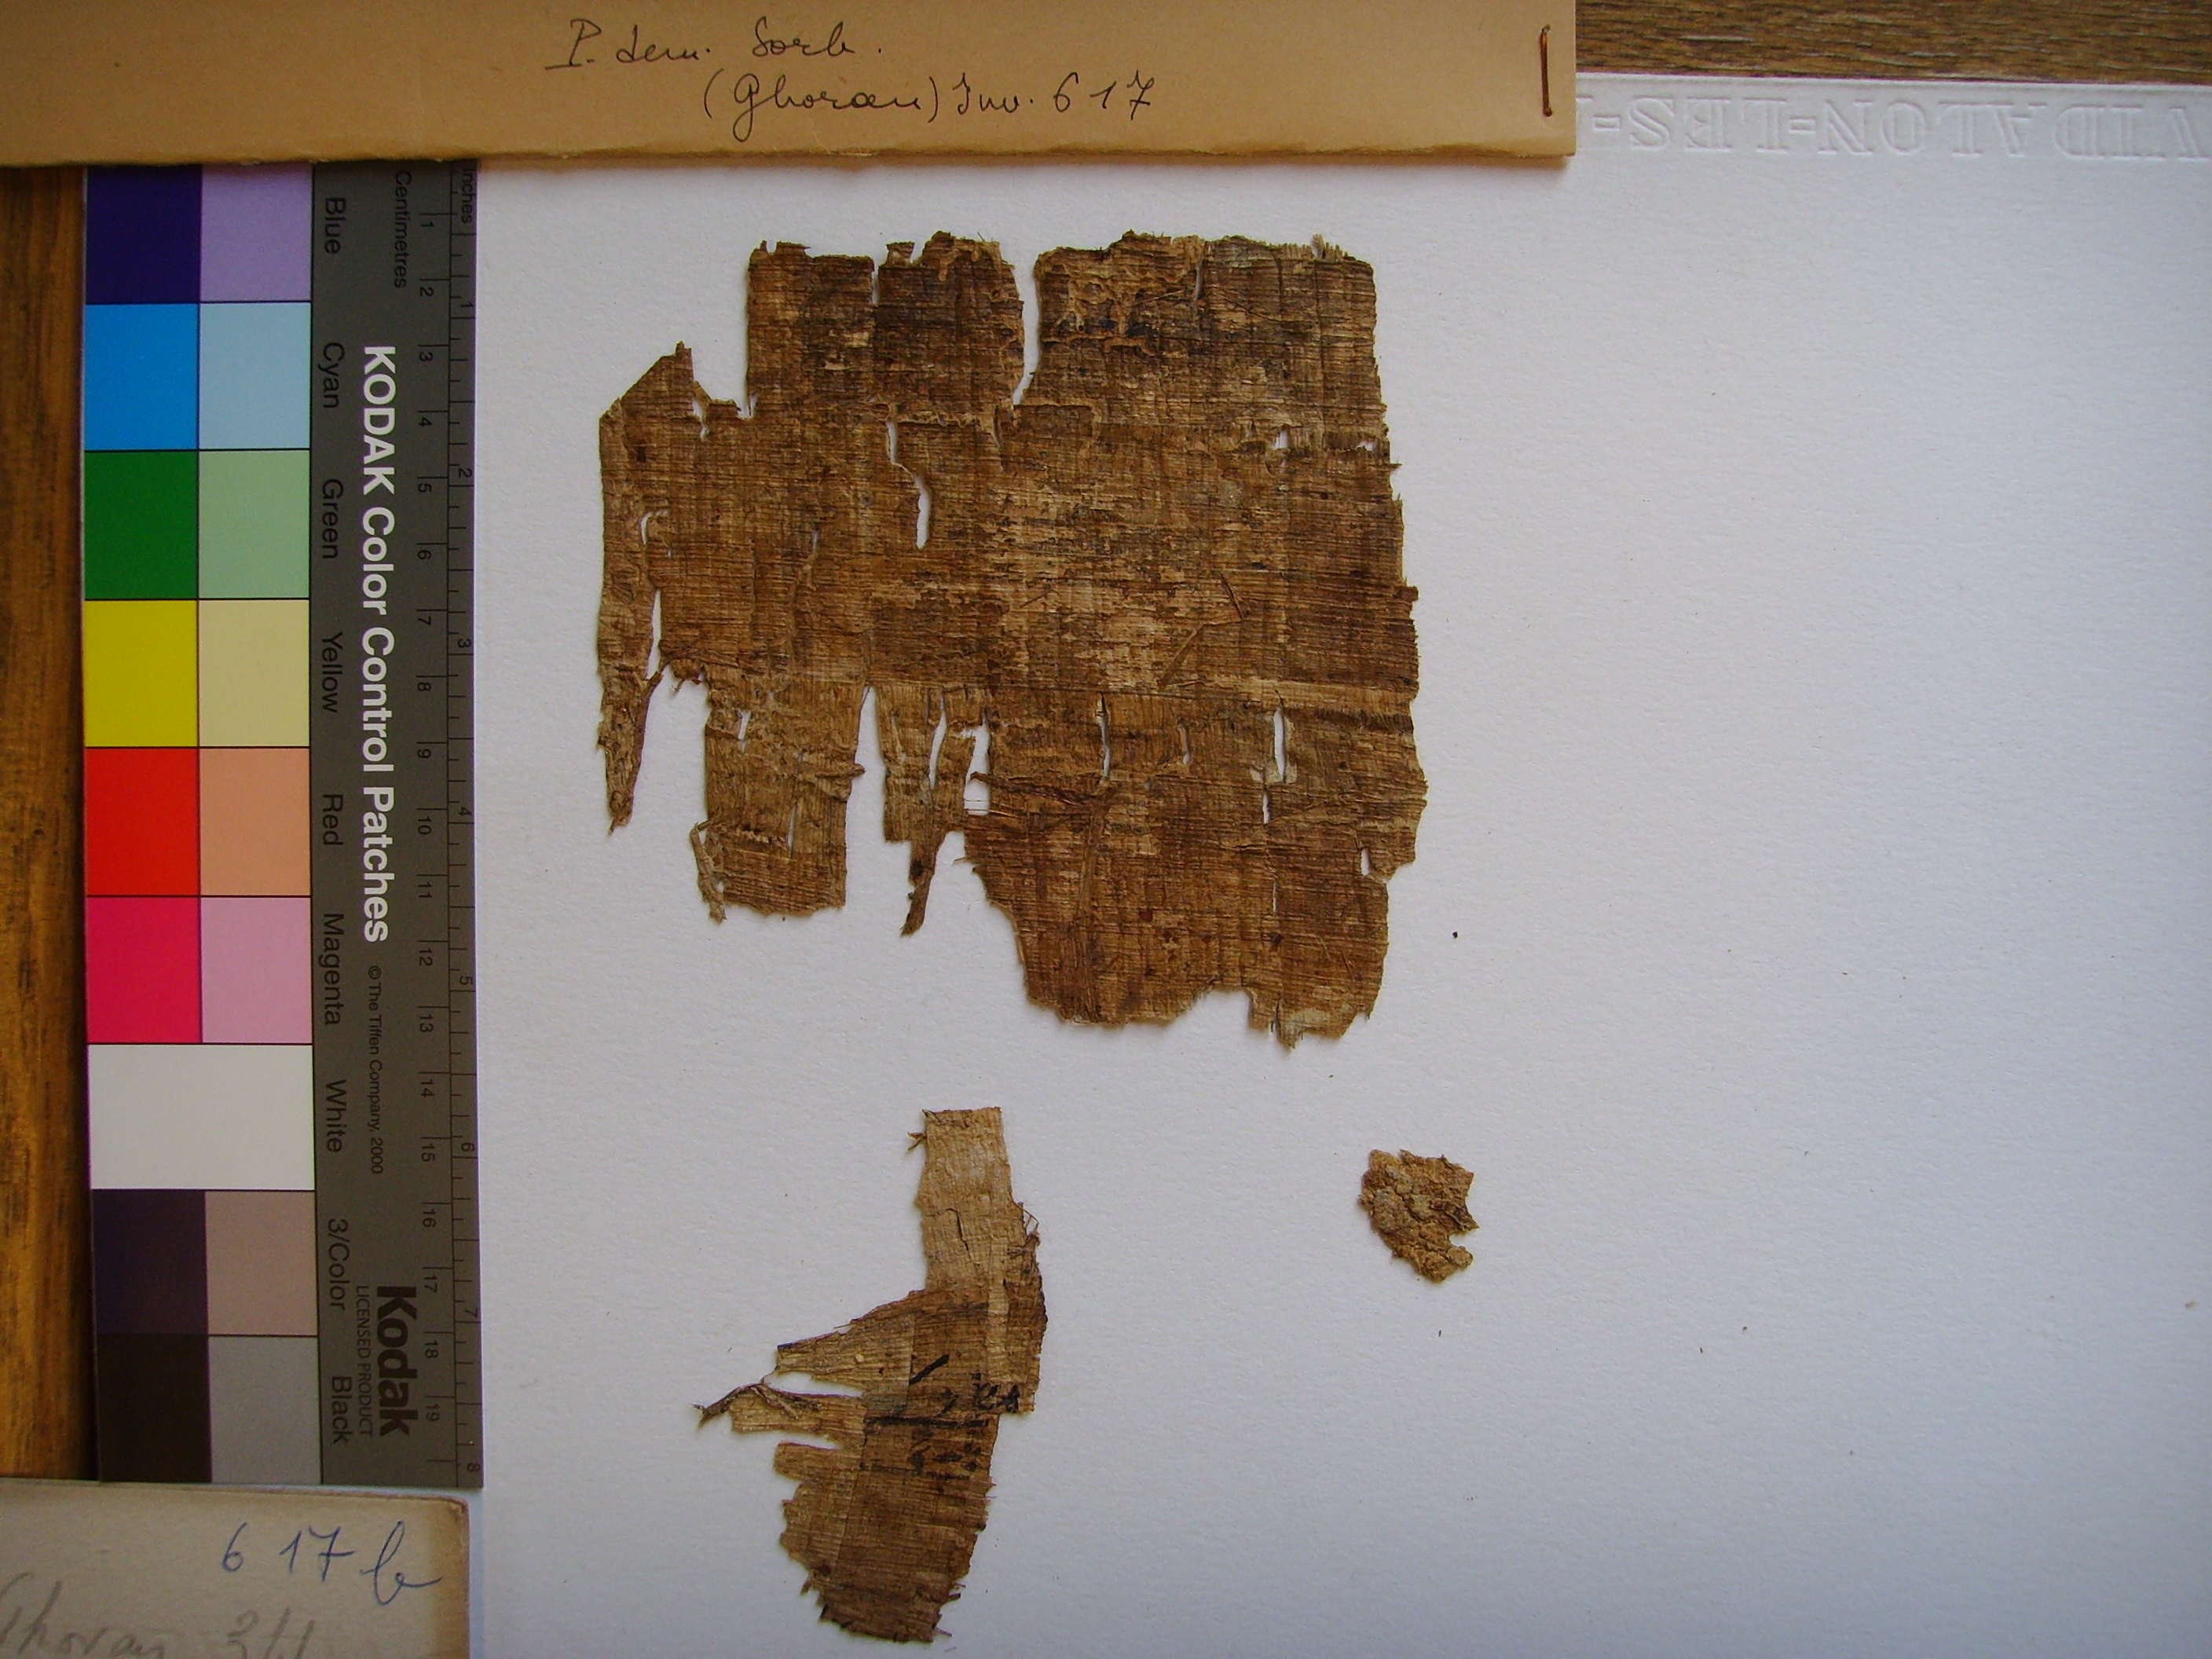 P. dem. Sorb.
(Ghoran) Inv. 617
VIDALON-LES-
Inches
Centimetres
1 2 3 4 5 6 7 8 9 10 11 12 13 14 15 16 17 18 19
1 2 3 4 5 6 7 8
Blue Cyan Green Yellow Red Magenta White 3/Color Black
KODAK Color Control Patches
© The Tiffen Company, 2000
Kodak
LICENSED PRODUCT
617 b
Ghoran